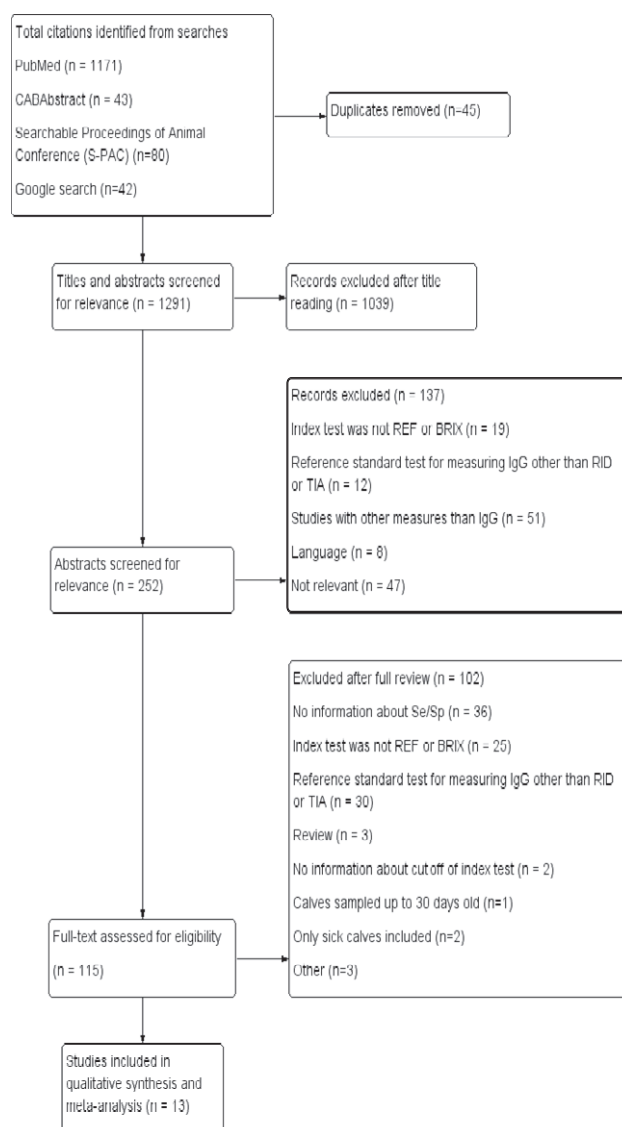 Total citations identified from searches
PubMed (n = 1171)
CABAbstract (n = 43)
Searchable Proceedings of Animal
Conference (S-PAC) (n=80)
Google search (n=42)
Duplicates removed (n=45)
Titles and abstracts screened
for relevance (n = 1291)
Records excluded after title
reading (n = 1039)
Records excluded (n = 137)
Index test was not REF or BRIX (n = 19)
Reference standard test for measuring IgG other than RID
or TIA (n = 12)
Studies with other measures than IgG (n = 51)
Language (n = 8)
Not relevant (n = 47)
Abstracts screened for
relevance (n = 252)
Excluded after full review (n = 102)
No information about Se/Sp (n = 36)
Index test was not REF or BRIX (n = 25)
Reference standard test for measuring IgG other than RID
or TIA (n = 30)
Review (n = 3)
No information about cutoff of index test (n = 2)
Calves sampled up to 30 days old (n=1)
Only sick calves included (n=2)
Other (n=3)
Full-text assessed for eligibility
(n = 115)
Studies included in
qualitative synthesis and
meta-analysis (n = 13)